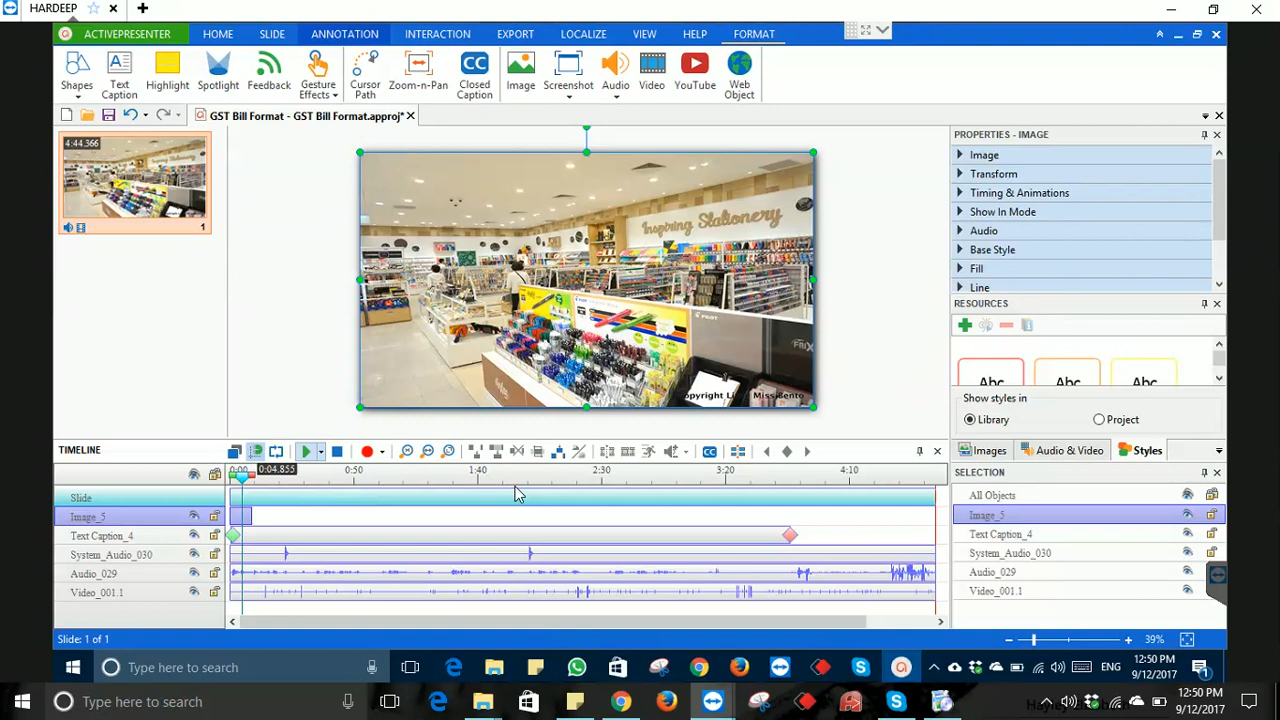 HARDEEP
ACTIVEPRESENTER HOME SLIDE ANNOTATION INTERACTION EXPORT LOCALIZE VIEW HELP FORMAT
Shapes
Text Caption
Highlight
Spotlight
Feedback
Gesture Effects
Cursor Path
Zoom-n-Pan
Closed Caption
Image
Screenshot
Audio
Video
YouTube
Web Object
GST Bill Format - GST Bill Format.approj*
4:44.366
1
Inspiring Stationery
PILOT
PROPERTIES - IMAGE
Image
Transform
Timing & Animations
Show In Mode
Audio
Base Style
Fill
Line
RESOURCES
Abc Abc Abc
Show styles in
Library Project
Images Audio & Video Styles
TIMELINE
0:00 0:04.855 0:50 1:40 2:30 3:20 4:10
Slide
Image_5
Text Caption_4
System_Audio_030
Audio_029
Video_001.1
SELECTION
All Objects
Image_5
Text Caption_4
System_Audio_030
Audio_029
Video_001.1
Slide: 1 of 1
39%
Type here to search
ENG
12:50 PM
9/12/2017
Type here to search
12:50 PM
9/12/2017